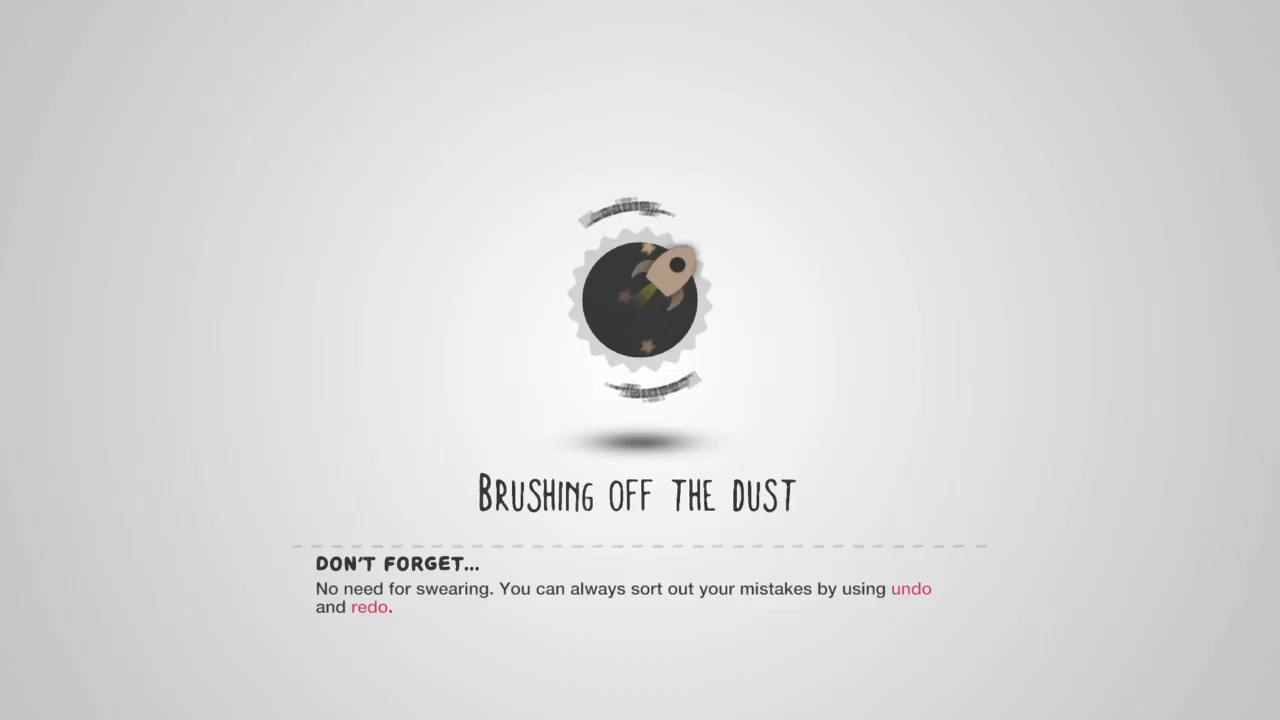 Brushing off the dust
DON'T FORGET...
No need for swearing. You can always sort out your mistakes by using undo
and redo.